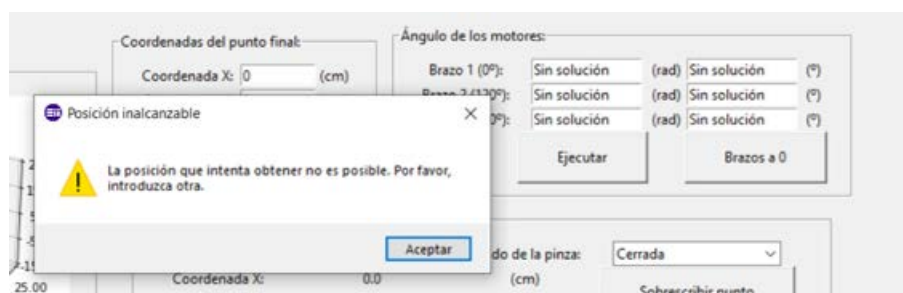 Coordenadas del punto final:
Ángulo de los motores:
Coordenada X: 0 (cm)
Brazo 1 (0º): Sin solución (rad) Sin solución (º)
Sin solución (rad) Sin solución (º)
Sin solución (rad) Sin solución (º)
Posición inalcanzable
La posición que intenta obtener no es posible. Por favor,
introduzca otra.
Aceptar
Ejecutar
Brazos a 0
de la pinza: Cerrada
Coordenada X: 0.0 (cm)
Sobrescribir punto
25.00